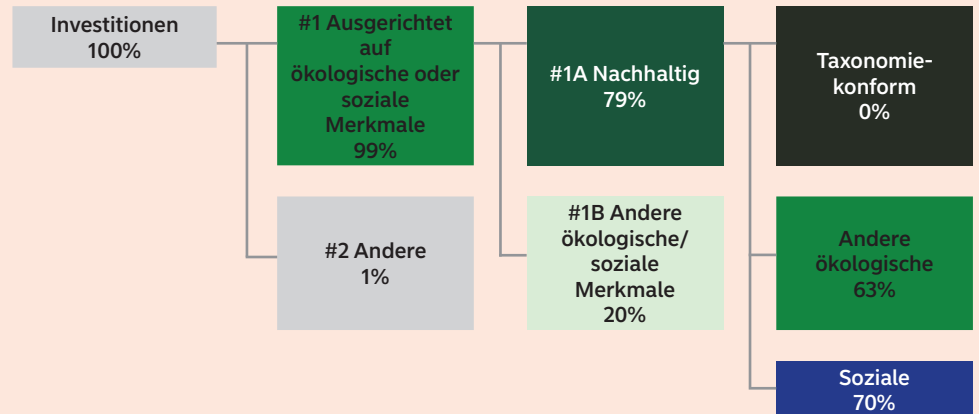 Investitionen
100%
#1 Ausgerichtet
auf
ökologische oder
soziale
Merkmale
99%
#1A Nachhaltig
79%
Taxonomie-
konform
0%
#2 Andere
1%
#1B Andere
ökologische/
soziale
Merkmale
20%
Andere
ökologische
63%
Soziale
70%